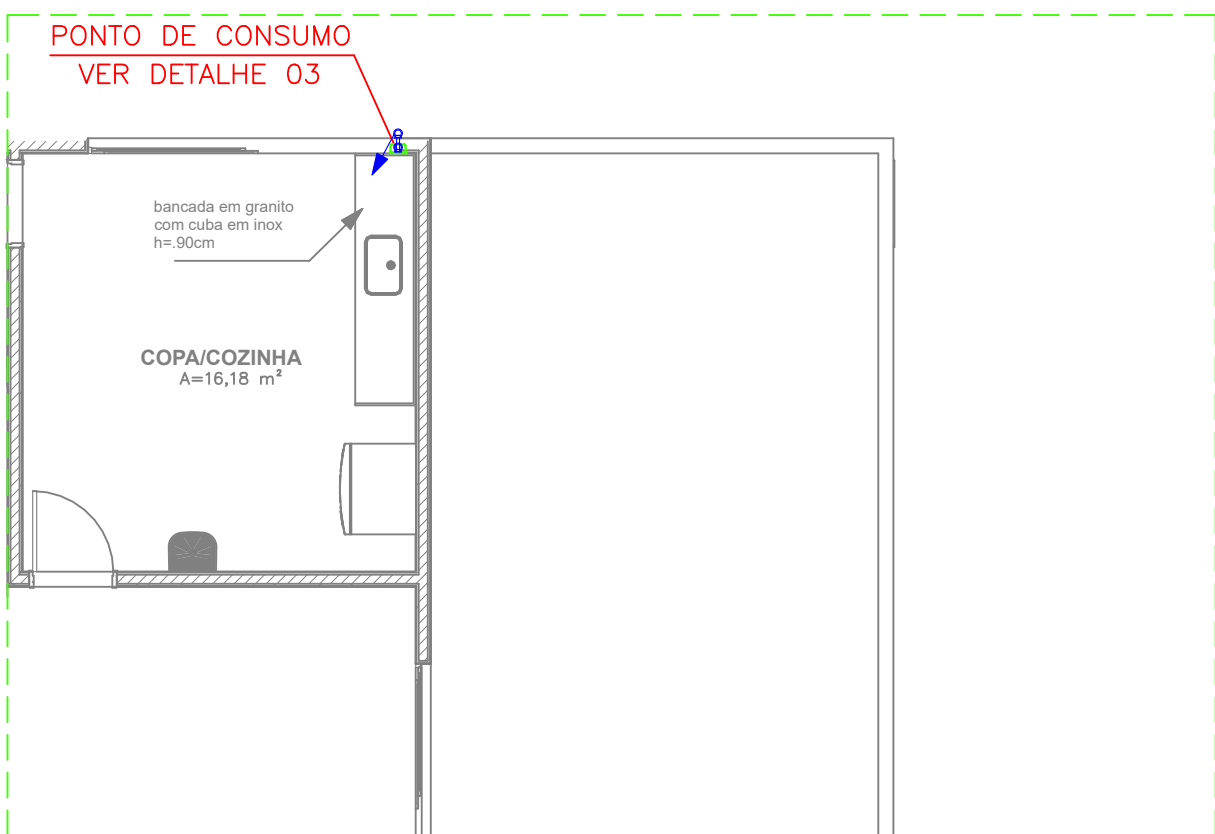 PONTO DE CONSUMO
VER DETALHE 03
bancada em granito
com cuba em inox
h=.90cm
COPA/COZINHA
A=16,18 m²